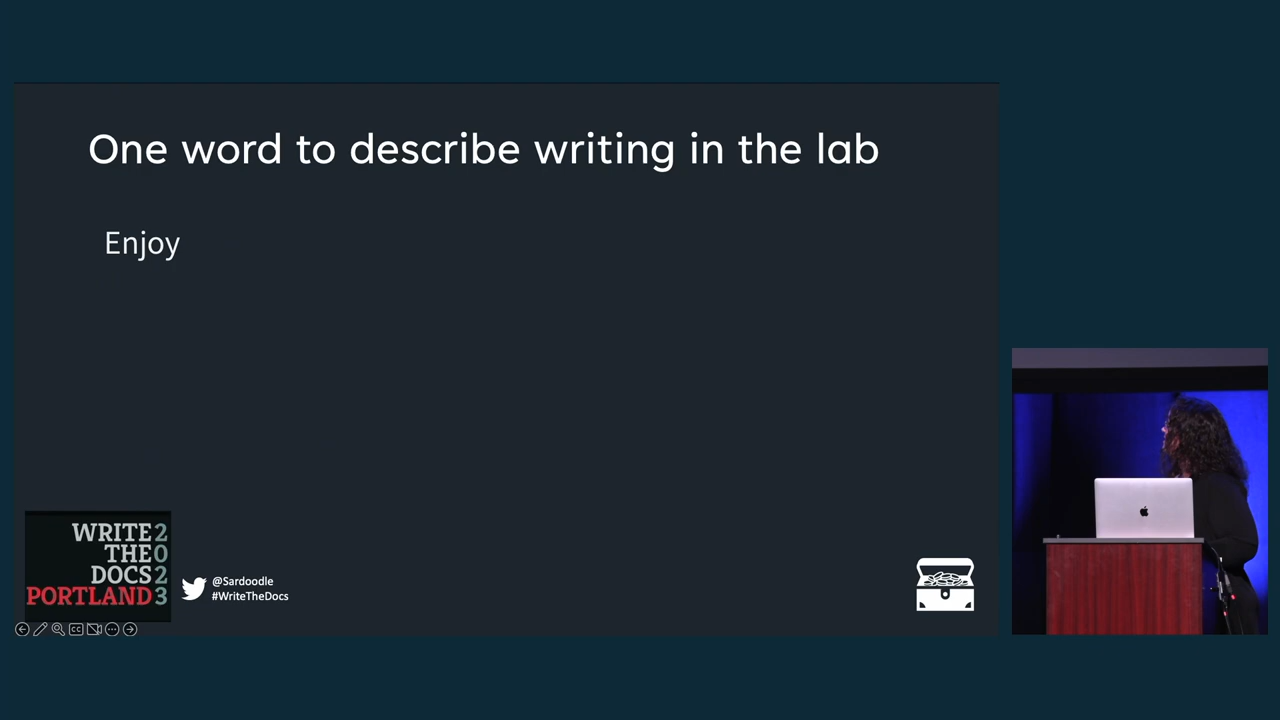 One word to describe writing in the lab
Enjoy
WRITE 2
THE 0
DOCS 2
PORTLAND 3
@Sardoodle
#WriteTheDocs
CC